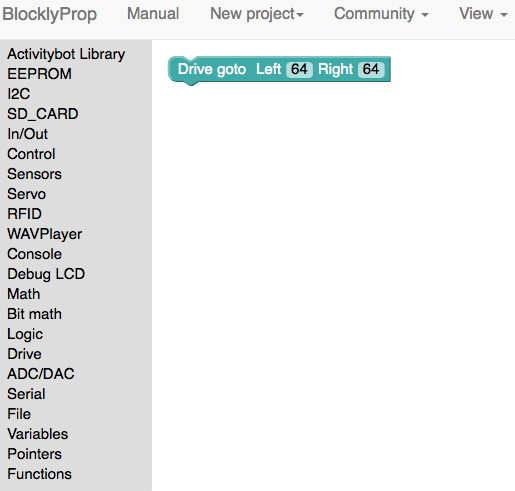 BlocklyProp Manual New project Community View
Activitybot Library
EEPROM
I2C
SD_CARD
In/Out
Control
Sensors
Servo
RFID
WAVPlayer
Console
Debug LCD
Math
Bit math
Logic
Drive
ADC/DAC
Serial
File
Variables
Pointers
Functions
Drive goto Left 64 Right 64